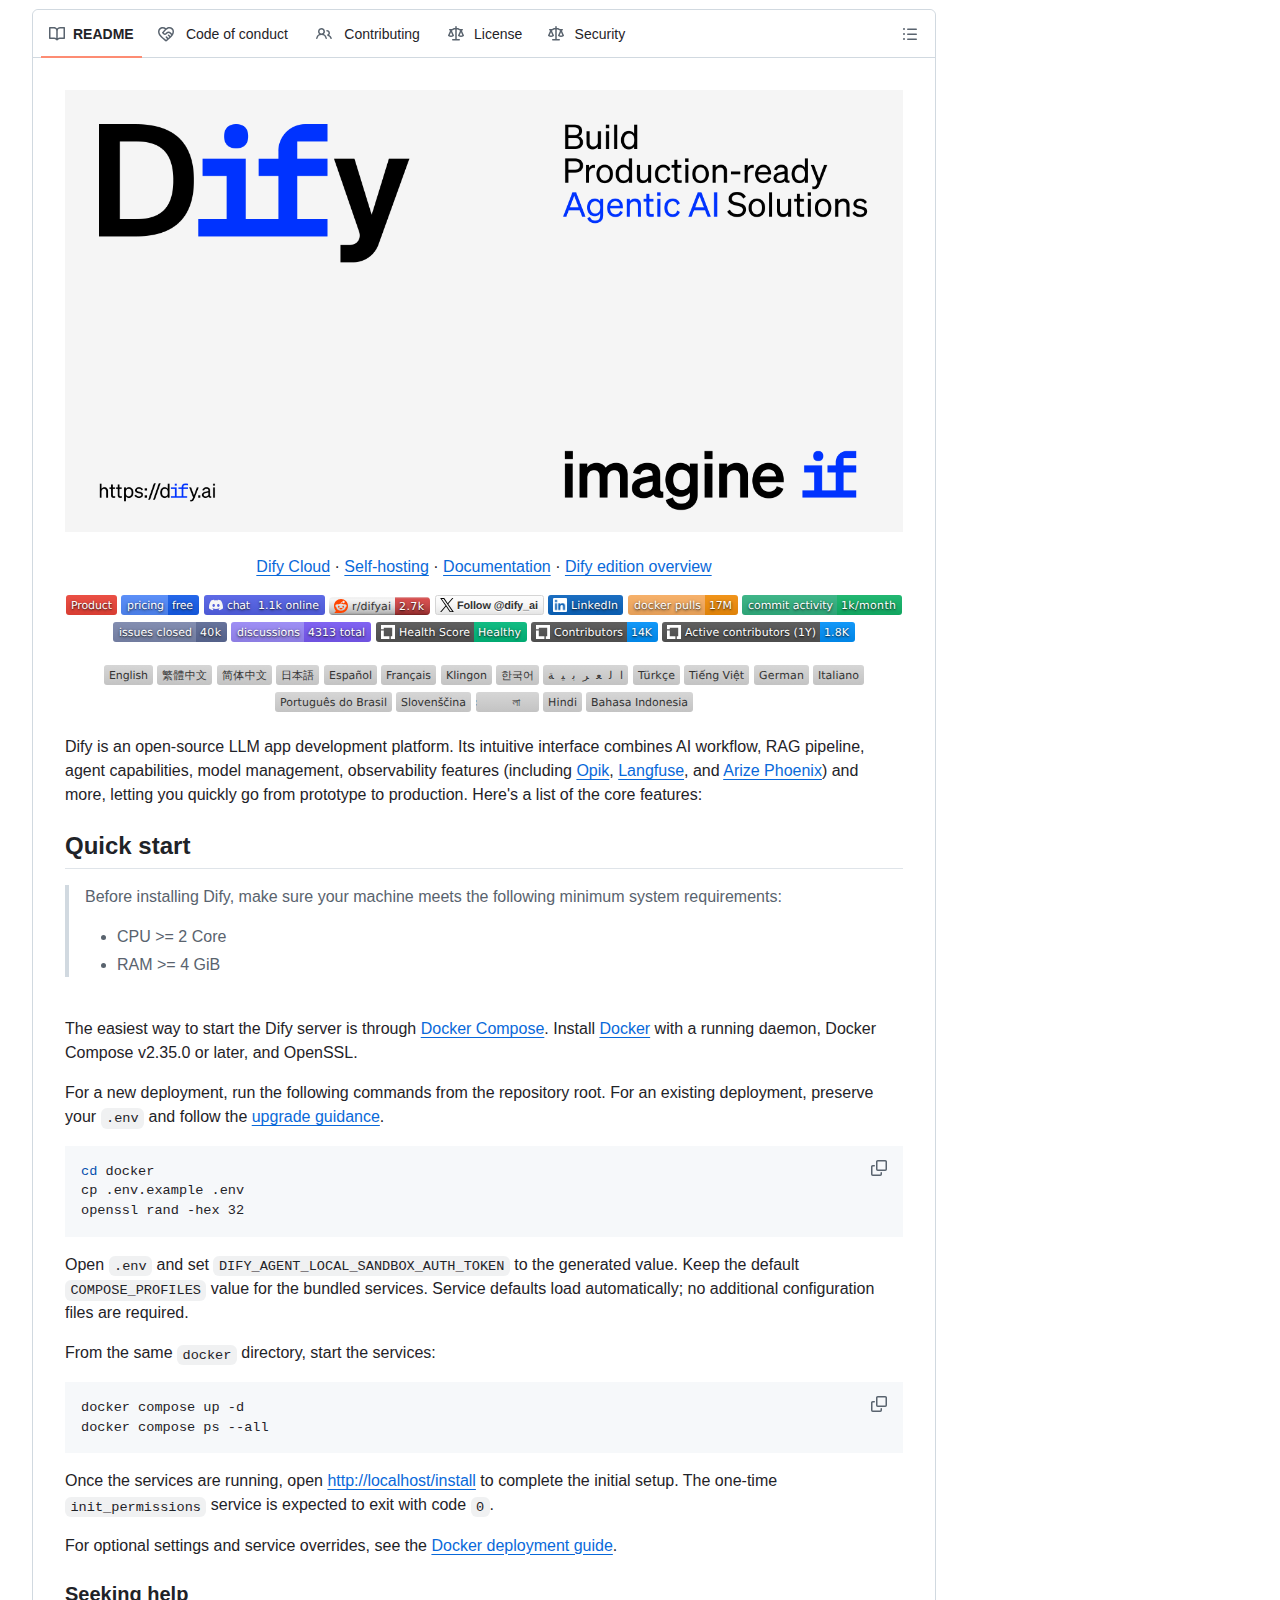 README
Code of conduct
Contributing
License
Security
Dify
Build
Production-ready
Agentic AI Solutions
https://dify.ai
imagine if
Dify Cloud · Self-hosting · Documentation · Dify edition overview
Product pricing free chat 1.1k online r/difyai 2.7k Follow @dify_ai LinkedIn docker pulls 17M commit activity 1k/month
issues closed 40k discussions 4313 total Health Score Healthy Contributors 14K Active contributors (1Y) 1.8K
English 繁體中文 简体中文 日本語 Español Français Klingon 한국어 العربية Türkçe Tiếng Việt German Italiano
Português do Brasil Slovenščina Hindi Bahasa Indonesia
Dify is an open-source LLM app development platform. Its intuitive interface combines AI workflow, RAG pipeline,
agent capabilities, model management, observability features (including Opik, Langfuse, and Arize Phoenix) and
more, letting you quickly go from prototype to production. Here's a list of the core features:
Quick start
Before installing Dify, make sure your machine meets the following minimum system requirements:
• CPU >= 2 Core
• RAM >= 4 GiB
The easiest way to start the Dify server is through Docker Compose. Install Docker with a running daemon, Docker
Compose v2.35.0 or later, and OpenSSL.
For a new deployment, run the following commands from the repository root. For an existing deployment, preserve
your .env and follow the upgrade guidance.
cd docker
cp .env.example .env
openssl rand -hex 32
Open .env and set DIFY_AGENT_LOCAL_SANDBOX_AUTH_TOKEN to the generated value. Keep the default
COMPOSE_PROFILES value for the bundled services. Service defaults load automatically; no additional configuration
files are required.
From the same docker directory, start the services:
docker compose up -d
docker compose ps --all
Once the services are running, open http://localhost/install to complete the initial setup. The one-time
init_permissions service is expected to exit with code 0.
For optional settings and service overrides, see the Docker deployment guide.
Seeking help